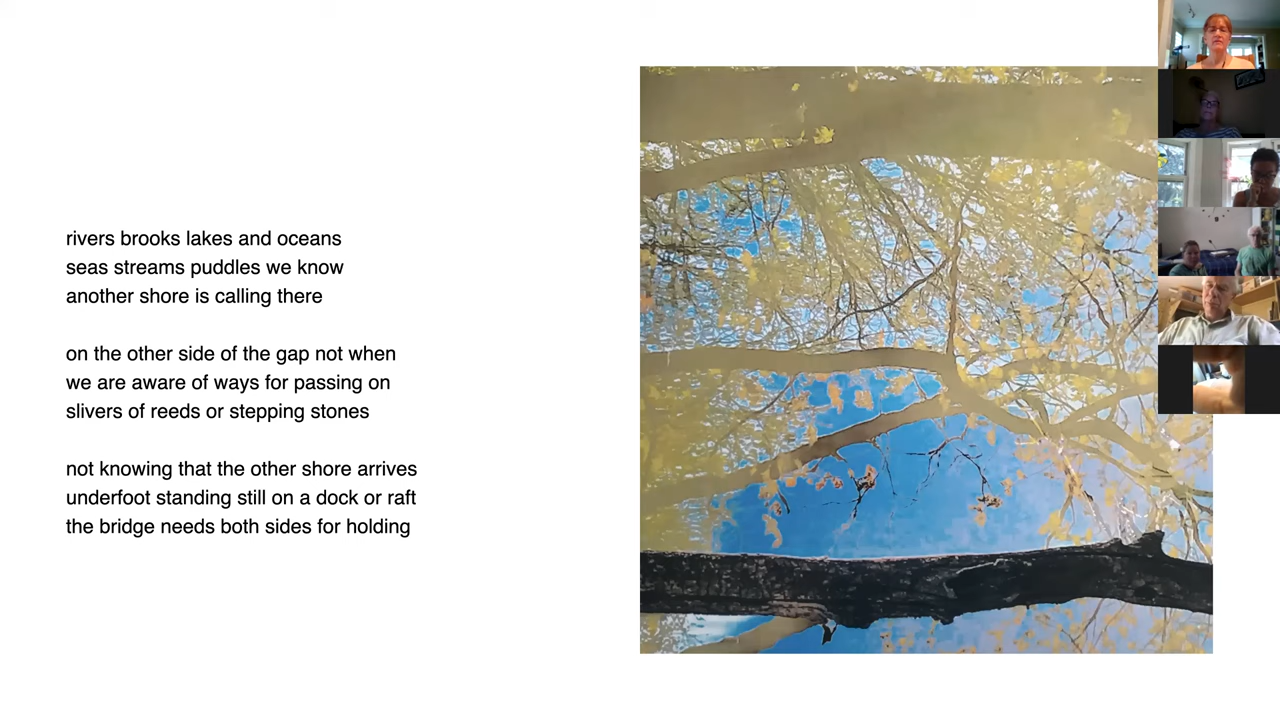 rivers brooks lakes and oceans
seas streams puddles we know
another shore is calling there
on the other side of the gap not when
we are aware of ways for passing on
slivers of reeds or stepping stones
not knowing that the other shore arrives
underfoot standing still on a dock or raft
the bridge needs both sides for holding